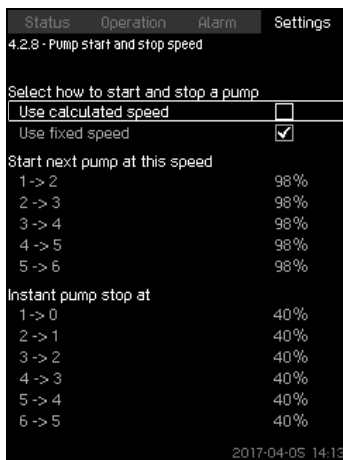 Status Operation Alarm Settings
4.2.8 - Pump start and stop speed
Select how to start and stop a pump
Use calculated speed
Use fixed speed
Start next pump at this speed
1 -> 2 98%
2 -> 3 98%
3 -> 4 98%
4 -> 5 98%
5 -> 6 98%
Instant pump stop at
1 -> 0 40%
2 -> 1 40%
3 -> 2 40%
4 -> 3 40%
5 -> 4 40%
6 -> 5 40%
2017-04-05 14:13